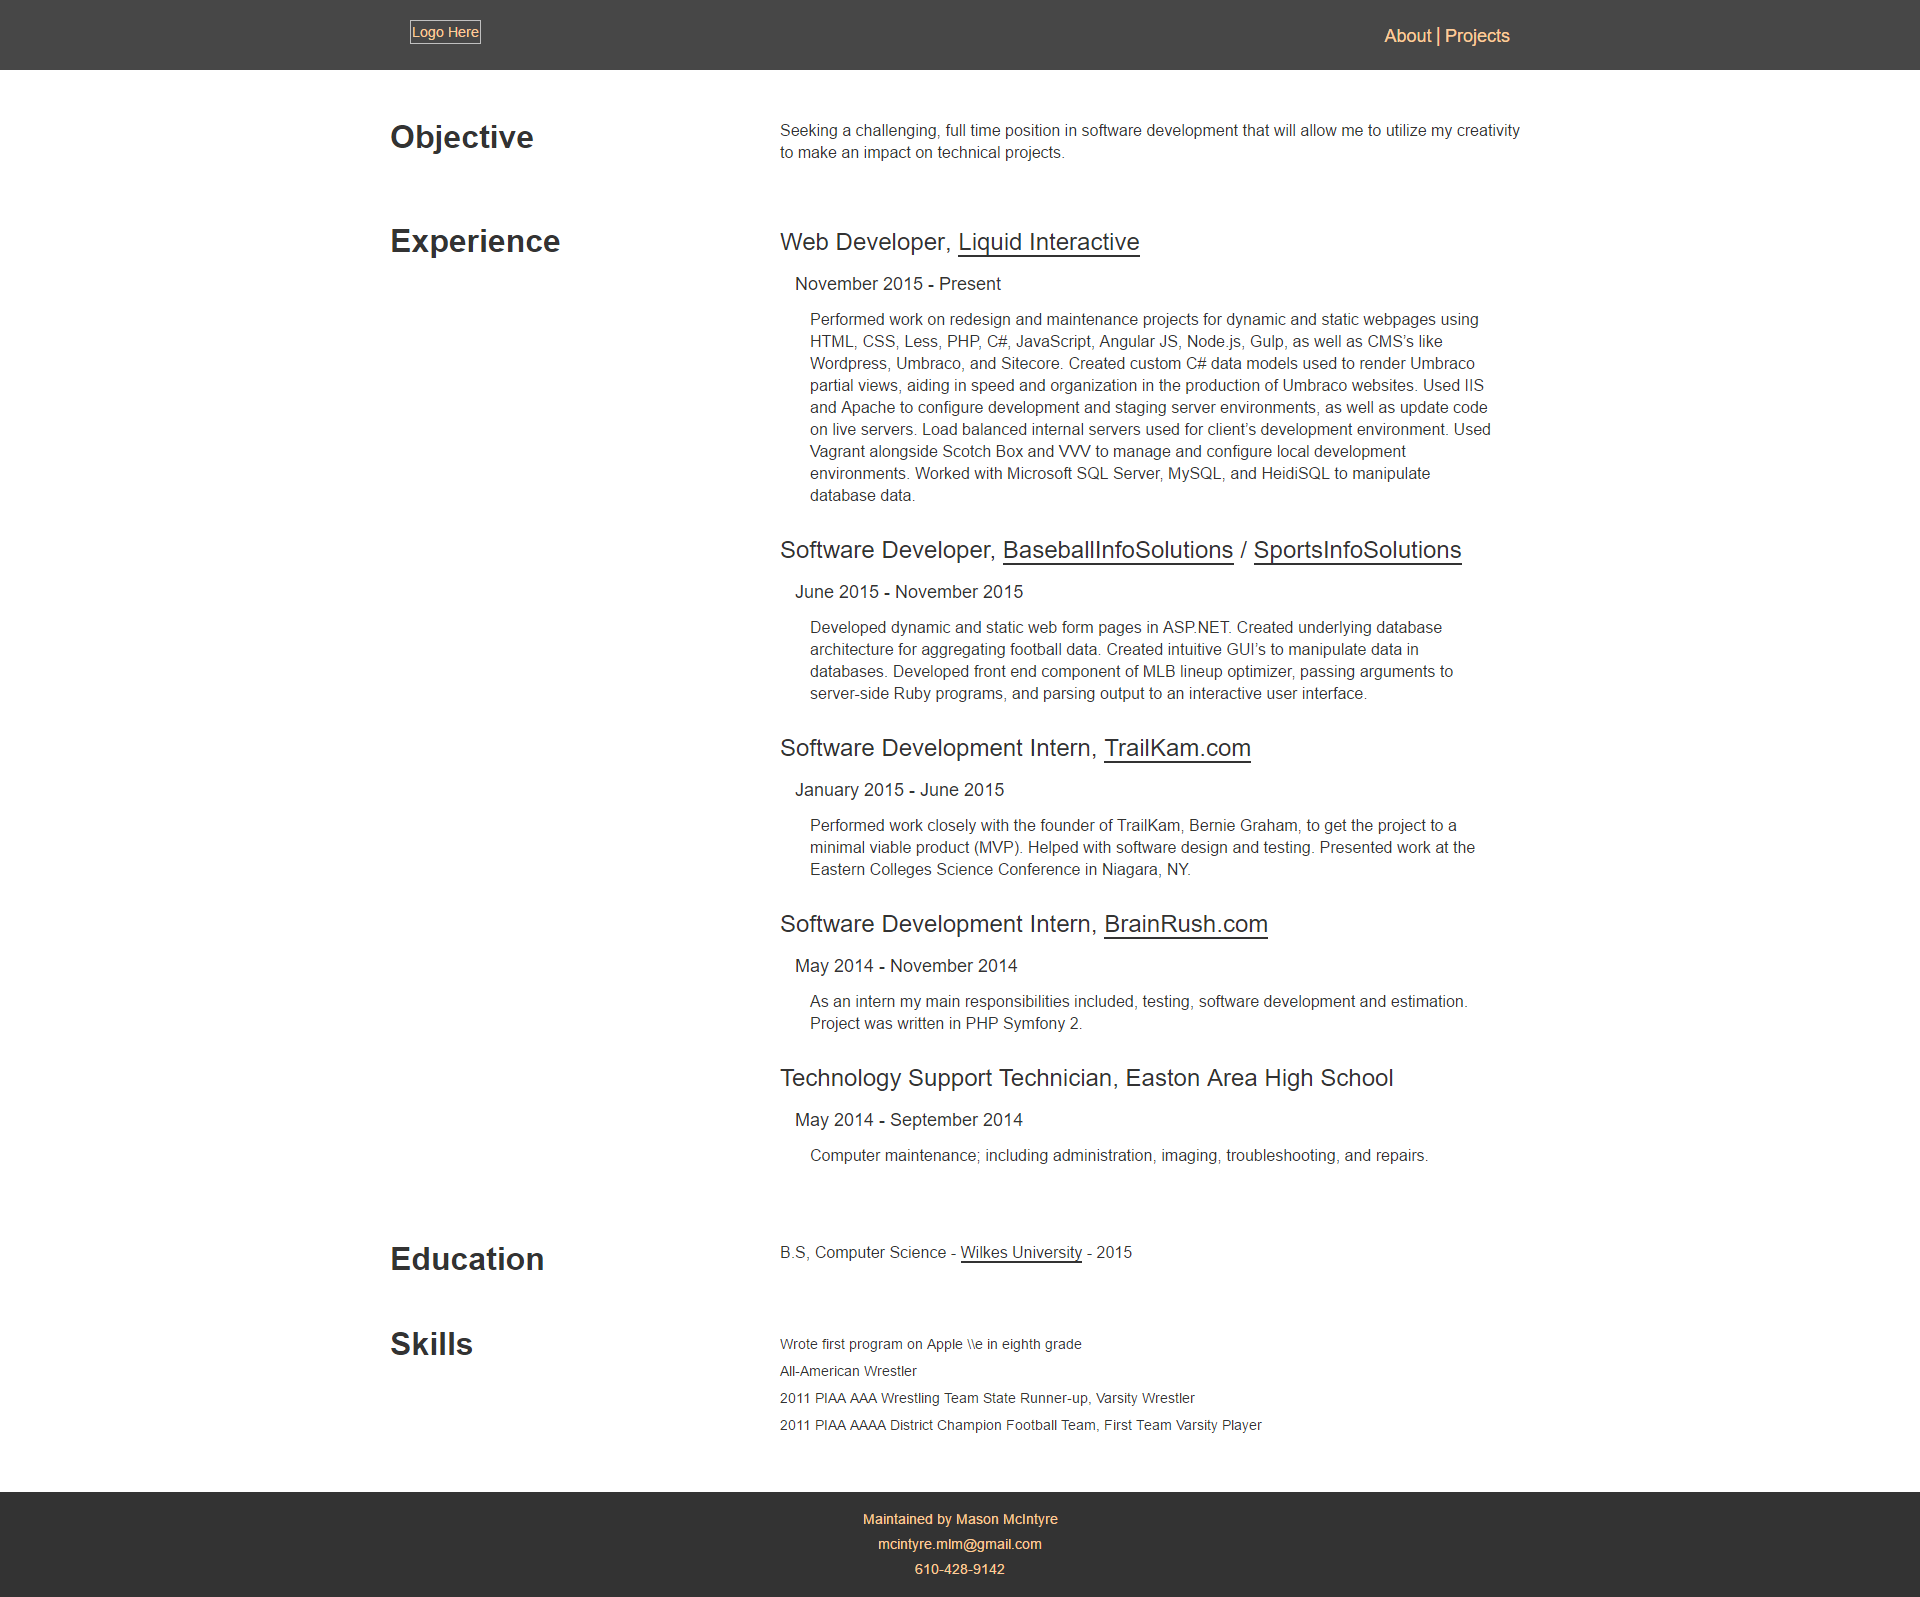 Logo Here
About | Projects
Objective
Seeking a challenging, full time position in software development that will allow me to utilize my creativity
to make an impact on technical projects.
Experience
Web Developer, Liquid Interactive
November 2015 - Present
Performed work on redesign and maintenance projects for dynamic and static webpages using
HTML, CSS, Less, PHP, C#, JavaScript, Angular JS, Node.js, Gulp, as well as CMS’s like
Wordpress, Umbraco, and Sitecore. Created custom C# data models used to render Umbraco
partial views, aiding in speed and organization in the production of Umbraco websites. Used IIS
and Apache to configure development and staging server environments, as well as update code
on live servers. Load balanced internal servers used for client’s development environment. Used
Vagrant alongside Scotch Box and VVV to manage and configure local development
environments. Worked with Microsoft SQL Server, MySQL, and HeidiSQL to manipulate
database data.
Software Developer, BaseballInfoSolutions / SportsInfoSolutions
June 2015 - November 2015
Developed dynamic and static web form pages in ASP.NET. Created underlying database
architecture for aggregating football data. Created intuitive GUI’s to manipulate data in
databases. Developed front end component of MLB lineup optimizer, passing arguments to
server-side Ruby programs, and parsing output to an interactive user interface.
Software Development Intern, TrailKam.com
January 2015 - June 2015
Performed work closely with the founder of TrailKam, Bernie Graham, to get the project to a
minimal viable product (MVP). Helped with software design and testing. Presented work at the
Eastern Colleges Science Conference in Niagara, NY.
Software Development Intern, BrainRush.com
May 2014 - November 2014
As an intern my main responsibilities included, testing, software development and estimation.
Project was written in PHP Symfony 2.
Technology Support Technician, Easton Area High School
May 2014 - September 2014
Computer maintenance; including administration, imaging, troubleshooting, and repairs.
Education
B.S, Computer Science - Wilkes University - 2015
Skills
Wrote first program on Apple \\e in eighth grade
All-American Wrestler
2011 PIAA AAA Wrestling Team State Runner-up, Varsity Wrestler
2011 PIAA AAAA District Champion Football Team, First Team Varsity Player
Maintained by Mason McIntyre
mcintyre.mlm@gmail.com
610-428-9142